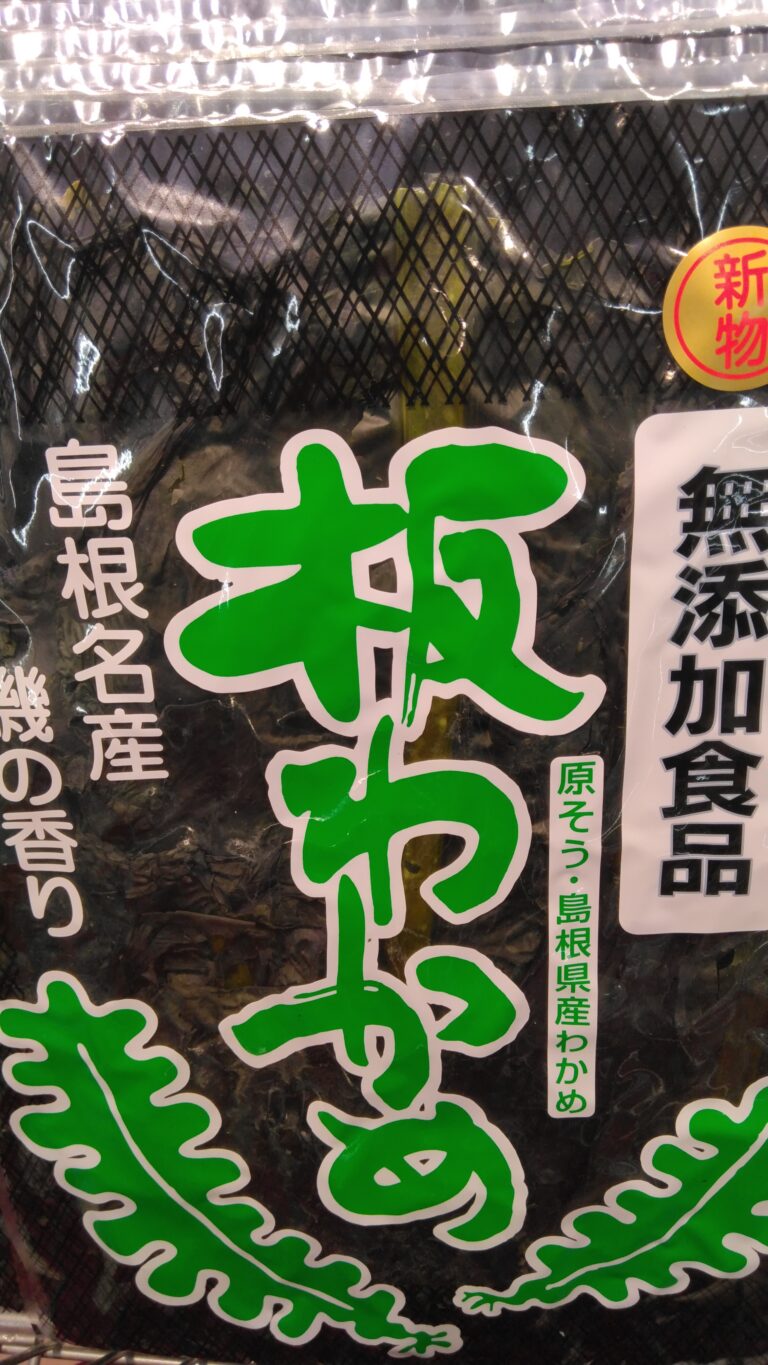 新物
無添加食品
原そう・島根県産わかめ
板わかめ
島根名産
磯の香り